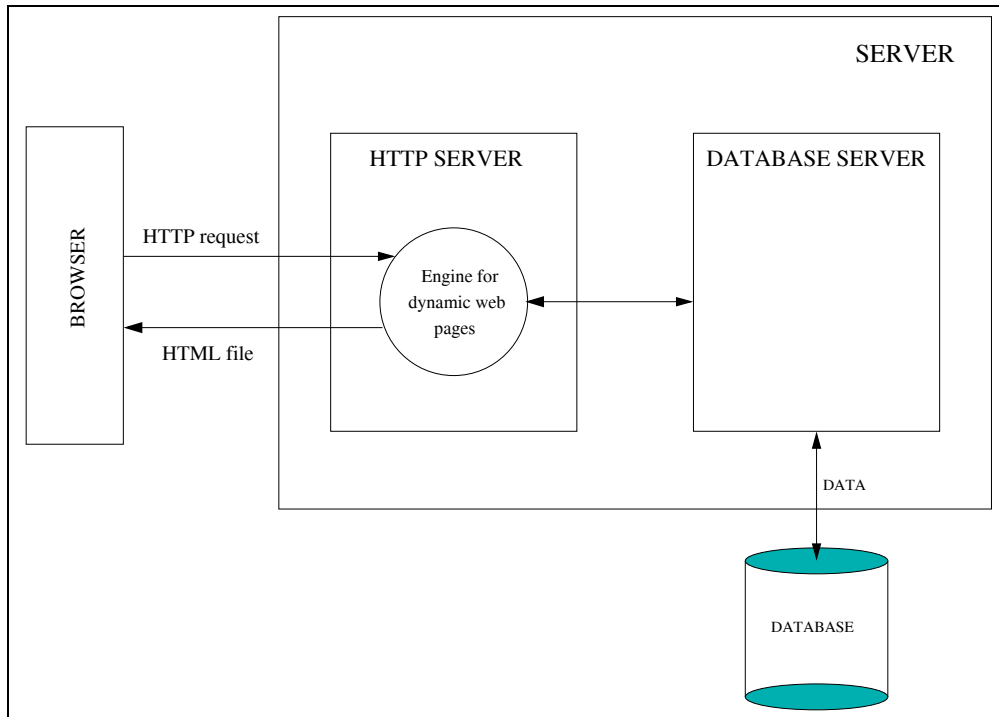 SERVER
HTTP SERVER
DATABASE SERVER
BROWSER
HTTP request
Engine for
dynamic web
pages
HTML file
DATA
DATABASE